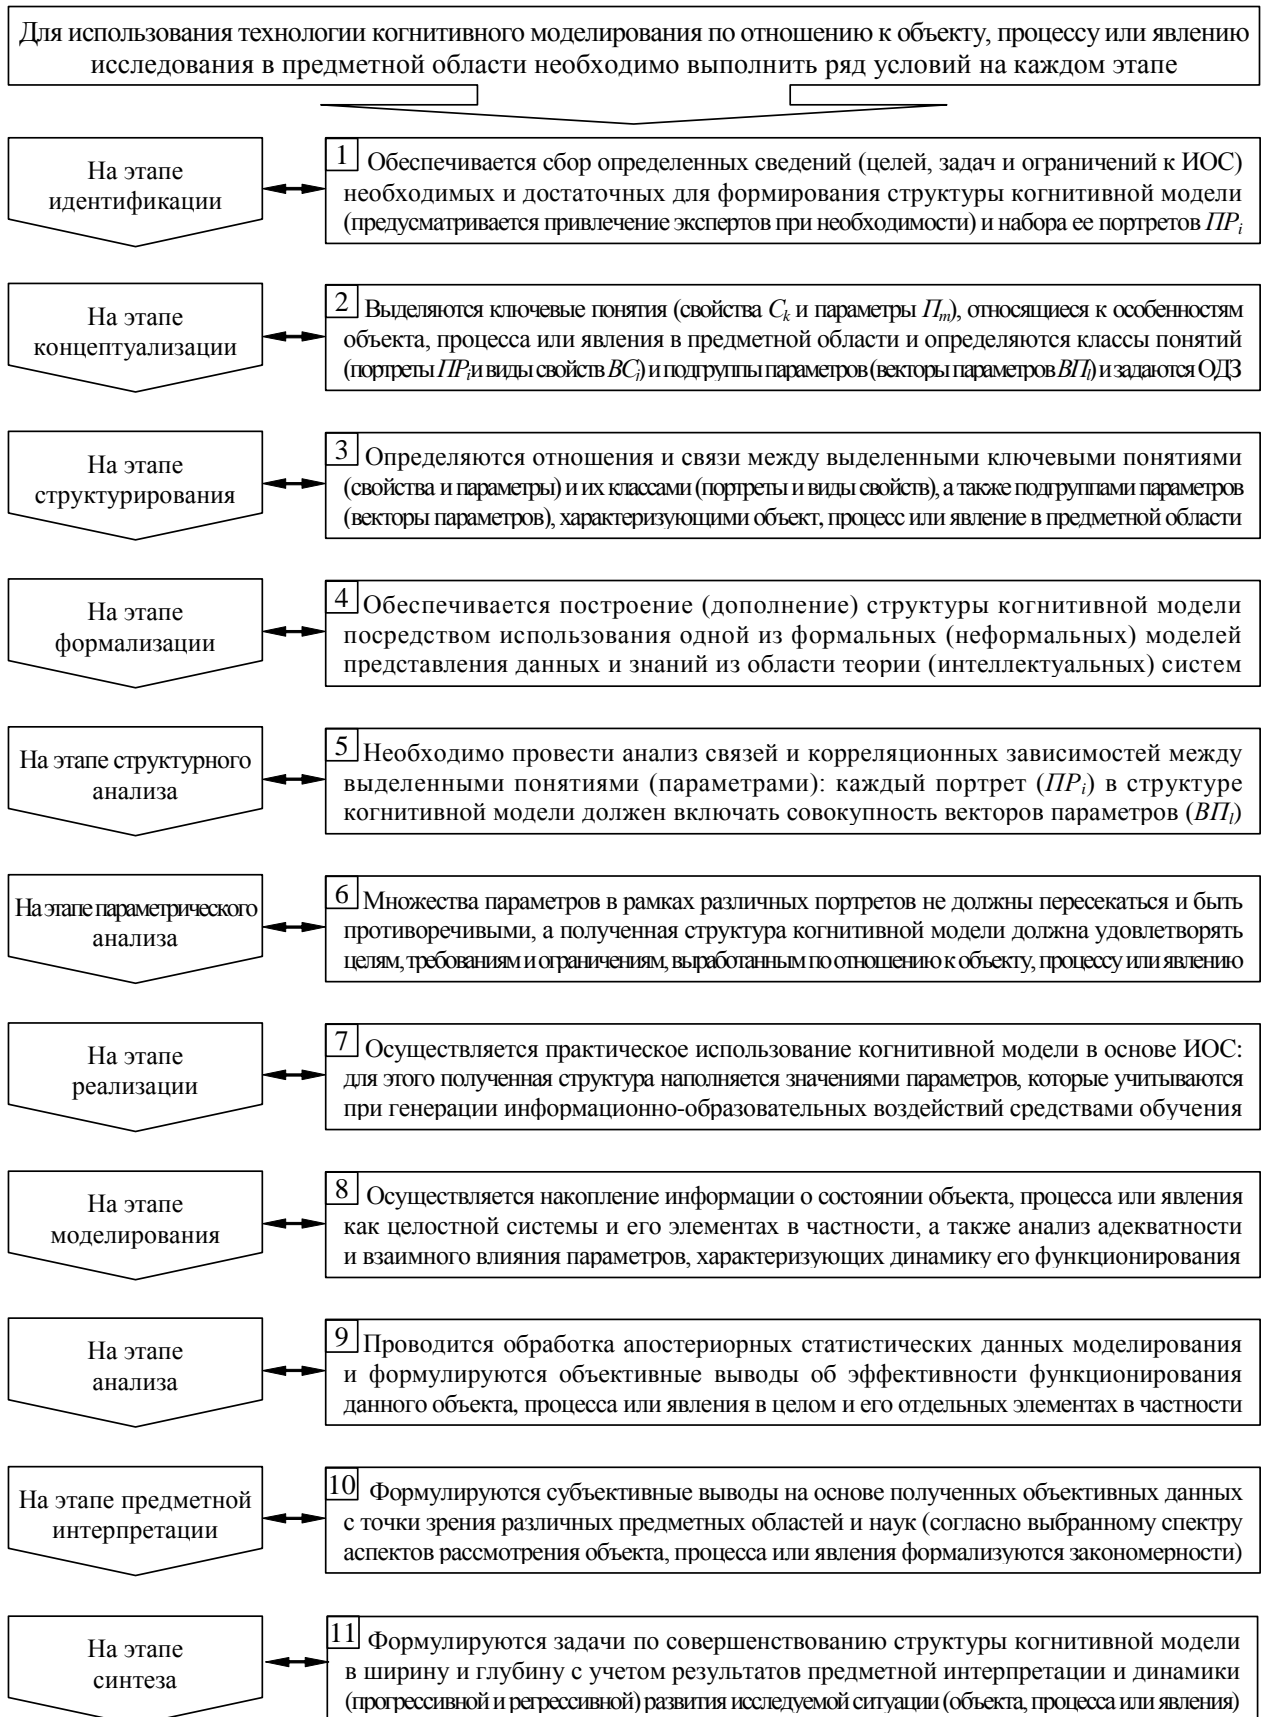 Для использования технологии когнитивного моделирования по отношению к объекту, процессу или явлению
исследования в предметной области необходимо выполнить ряд условий на каждом этапе
На этапе
идентификации
1 Обеспечивается сбор определенных сведений (целей, задач и ограничений к ИОС)
необходимых и достаточных для формирования структуры когнитивной модели
(предусматривается привлечение экспертов при необходимости) и набора ее портретов ПРi
На этапе
концептуализации
2 Выделяются ключевые понятия (свойства Ck и параметры Пm), относящиеся к особенностям
объекта, процесса или явления в предметной области и определяются классы понятий
(портреты ПРi и виды свойств ВСj) и подгруппы параметров (векторы параметров ВПl) и задаются ОДЗ
На этапе
структурирования
3 Определяются отношения и связи между выделенными ключевыми понятиями
(свойства и параметры) и их классами (портреты и виды свойств), а также подгруппами параметров
(векторы параметров), характеризующими объект, процесс или явление в предметной области
На этапе
формализации
4 Обеспечивается построение (дополнение) структуры когнитивной модели
посредством использования одной из формальных (неформальных) моделей
представления данных и знаний из области теории (интеллектуальных) систем
На этапе структурного
анализа
5 Необходимо провести анализ связей и корреляционных зависимостей между
выделенными понятиями (параметрами): каждый портрет (ПРi) в структуре
когнитивной модели должен включать совокупность векторов параметров (ВПl)
На этапе параметрического
анализа
6 Множества параметров в рамках различных портретов не должны пересекаться и быть
противоречивыми, а полученная структура когнитивной модели должна удовлетворять
целям, требованиям и ограничениям, выработанным по отношению к объекту, процессу или явлению
На этапе
реализации
7 Осуществляется практическое использование когнитивной модели в основе ИОС:
для этого полученная структура наполняется значениями параметров, которые учитываются
при генерации информационно-образовательных воздействий средствами обучения
На этапе
моделирования
8 Осуществляется накопление информации о состоянии объекта, процесса или явления
как целостной системы и его элементах в частности, а также анализ адекватности
и взаимного влияния параметров, характеризующих динамику его функционирования
На этапе
анализа
9 Проводится обработка апостериорных статистических данных моделирования
и формулируются объективные выводы об эффективности функционирования
данного объекта, процесса или явления в целом и его отдельных элементах в частности
На этапе предметной
интерпретации
10 Формулируются субъективные выводы на основе полученных объективных данных
с точки зрения различных предметных областей и наук (согласно выбранному спектру
аспектов рассмотрения объекта, процесса или явления формализуются закономерности)
На этапе
синтеза
11 Формулируются задачи по совершенствованию структуры когнитивной модели
в ширину и глубину с учетом результатов предметной интерпретации и динамики
(прогрессивной и регрессивной) развития исследуемой ситуации (объекта, процесса или явления)